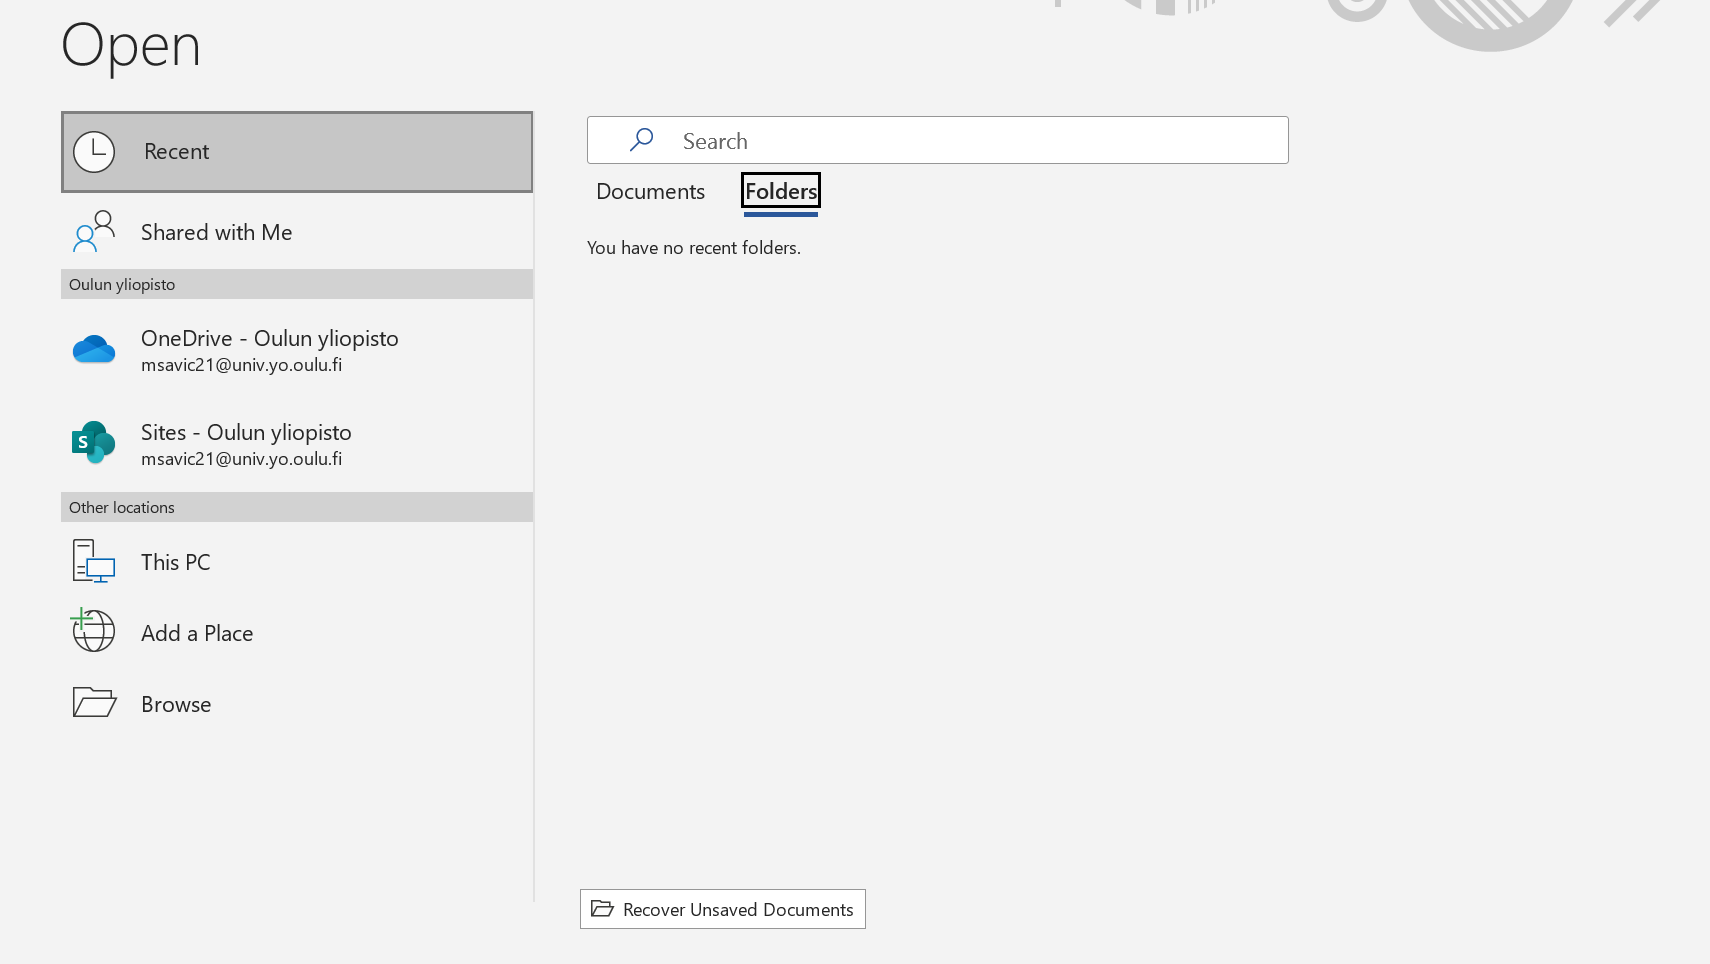 Open
Recent
Shared with Me
Oulun yliopisto
OneDrive - Oulun yliopisto
msavic21@univ.yo.oulu.fi
S
Sites - Oulun yliopisto
msavic21@univ.yo.oulu.fi
Other locations
This PC
Add a Place
Browse
Search
Documents Folders
You have no recent folders.
Recover Unsaved Documents